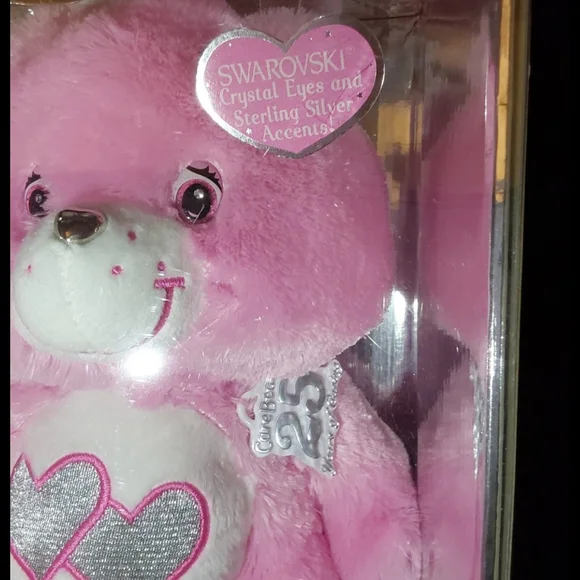 SWAROVSKI
Crystal Eyes and
Sterling Silver
Accents!
Care Bears
25